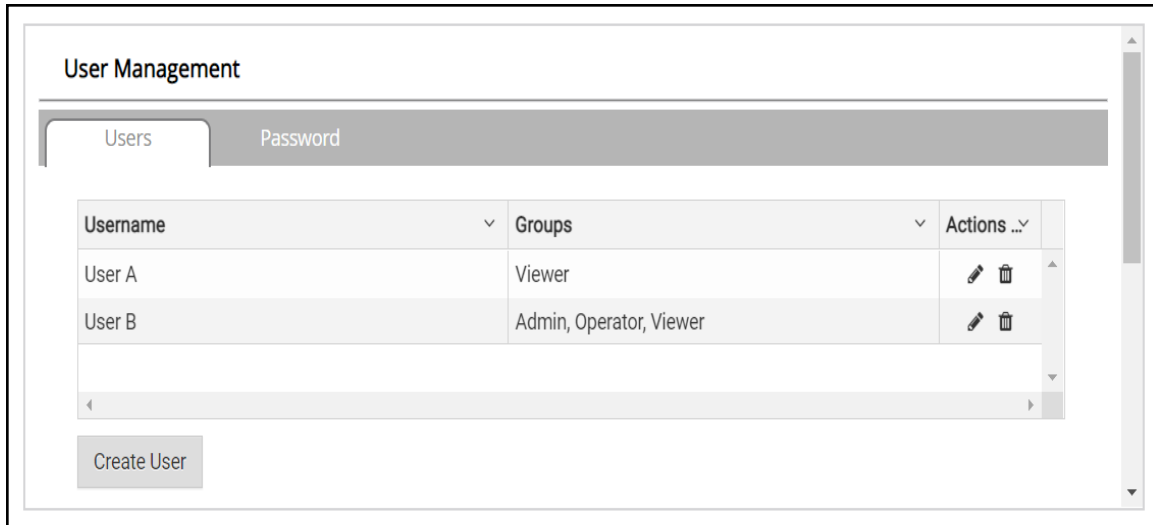 User Management
Users Password
Username Groups Actions ...
User A Viewer
User B Admin, Operator, Viewer
Create User